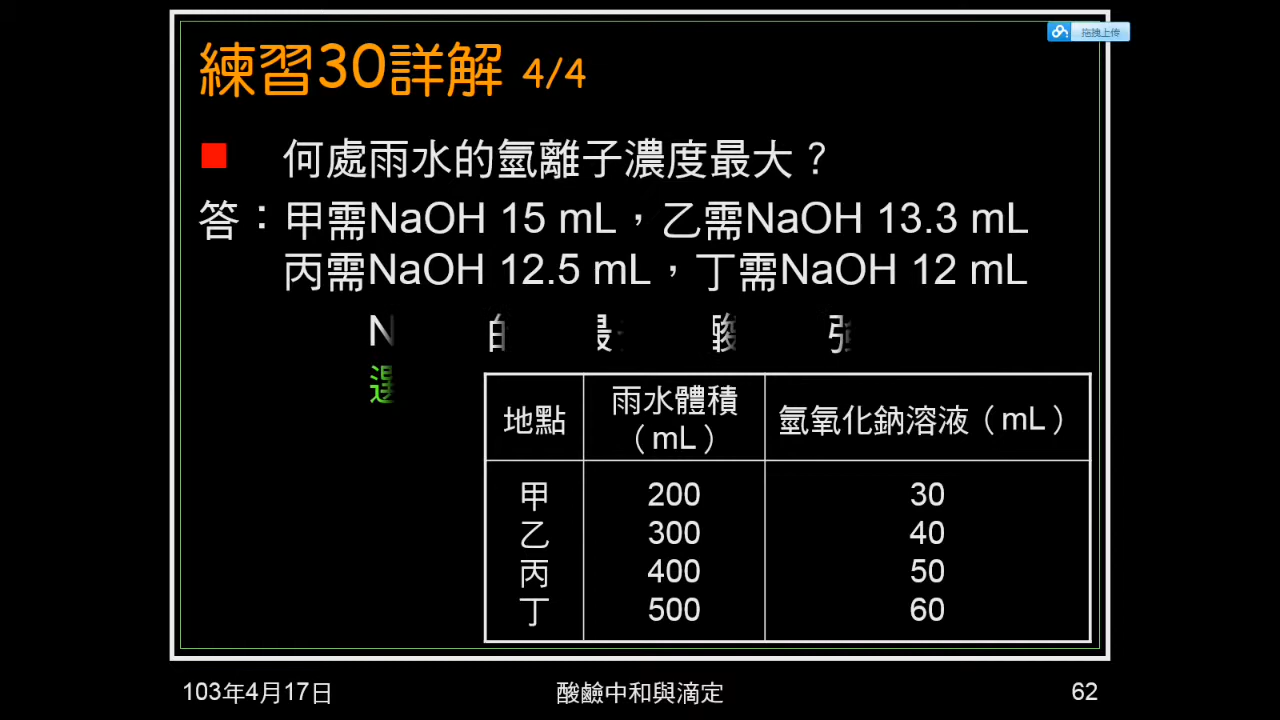 練習30詳解 4/4
拖拽上传
何處雨水的氫離子濃度最大？
答：甲需NaOH 15 mL，乙需NaOH 13.3 mL
丙需NaOH 12.5 mL，丁需NaOH 12 mL
地點 雨水體積（mL） 氫氧化鈉溶液（mL）
甲 200 30
乙 300 40
丙 400 50
丁 500 60
103年4月17日 酸鹼中和與滴定 62